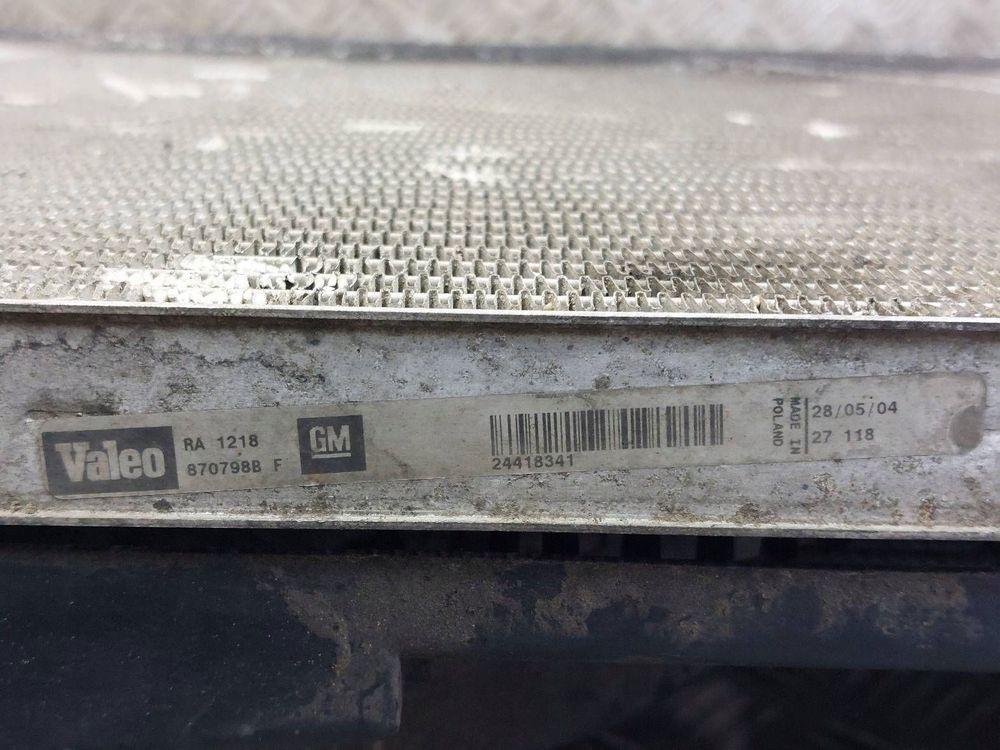 Valeo
RA 1218
870798B F
GM
24418341
MADE IN
POLAND
28/05/04
27 118